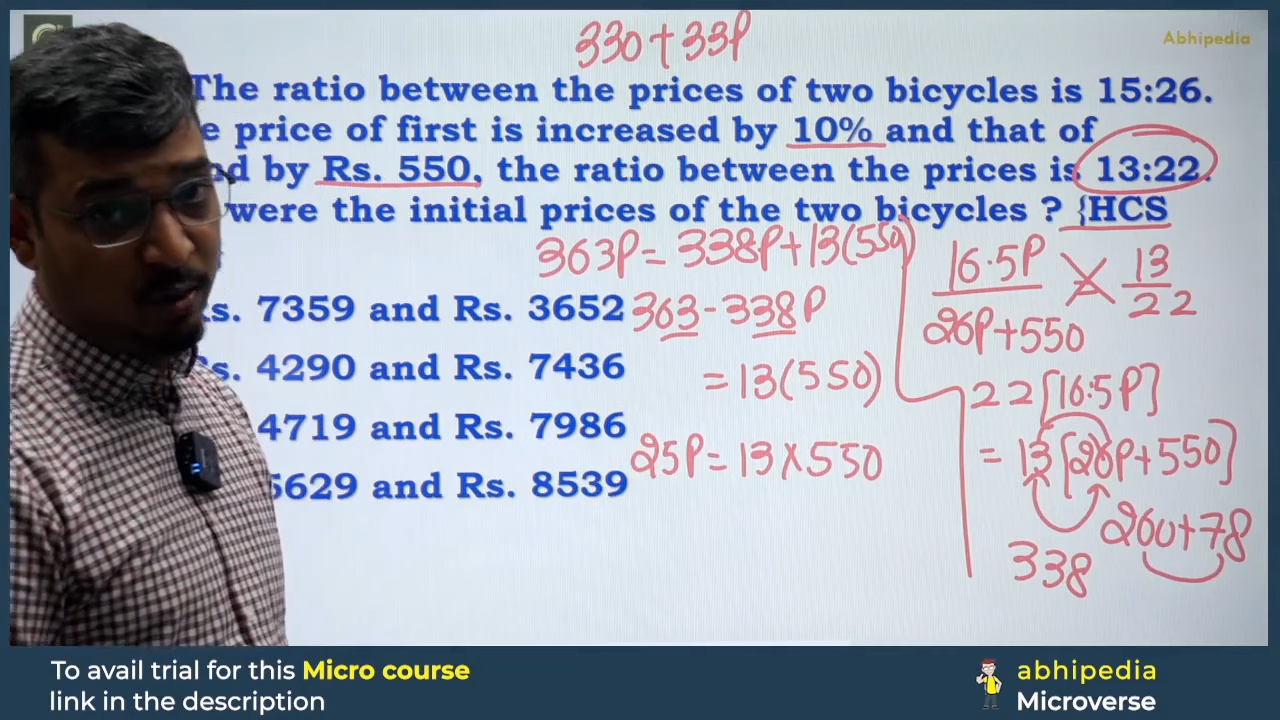 330+33P
Abhipedia
The ratio between the prices of two bicycles is 15:26.
price of first is increased by 10% and that of
by Rs. 550, the ratio between the prices is 13:22.
were the initial prices of the two bicycles ? {HCS
363P = 338P+13(550)
16.5P 13
26P+550 22
Rs. 7359 and Rs. 3652
363-338P
Rs. 4290 and Rs. 7436
= 13(550)
22[16.5P]
4719 and Rs. 7986
25P = 13×550
= 13[26P+550]
5629 and Rs. 8539
260+78
338
To avail trial for this Micro course
link in the description
abhipedia
Microverse